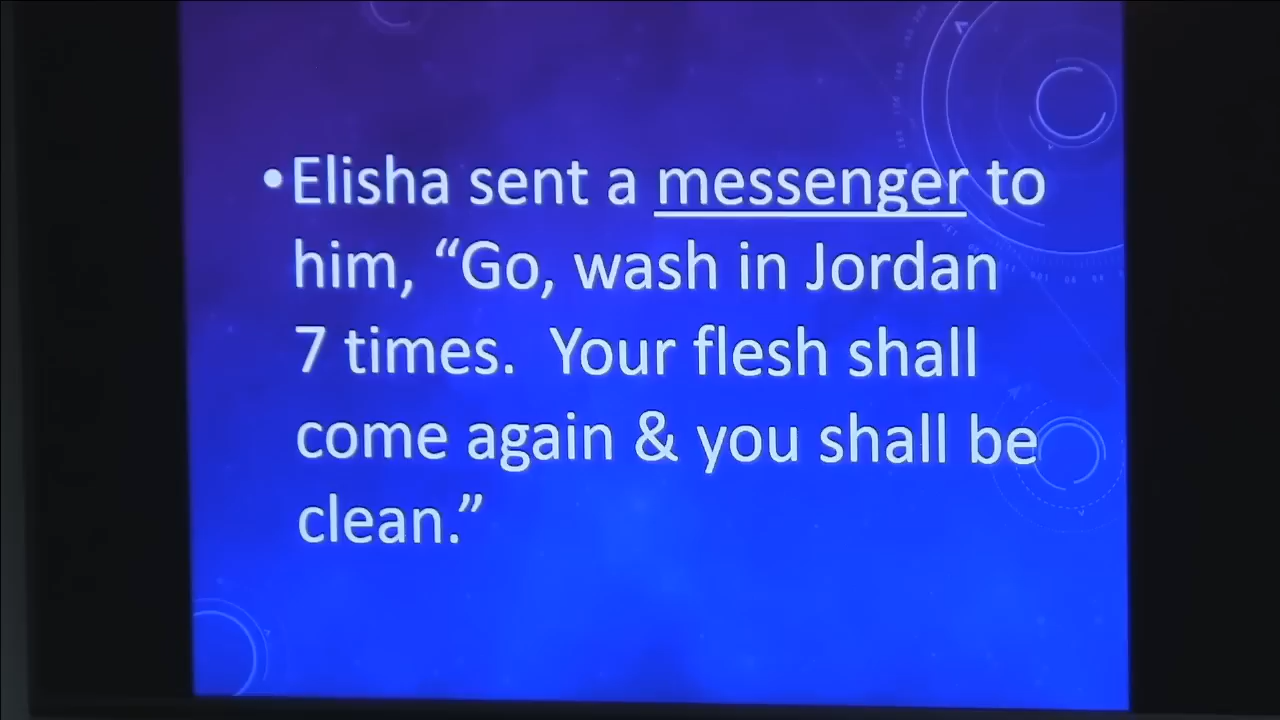 •Elisha sent a messenger to
him, “Go, wash in Jordan
7 times.  Your flesh shall
come again & you shall be
clean.”